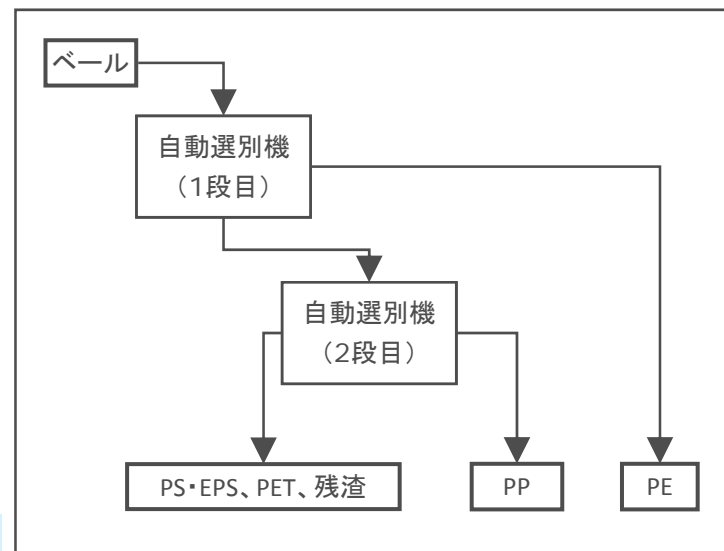 ベール
自動選別機
（1段目）
自動選別機
（2段目）
PS・EPS、PET、残渣
PP
PE